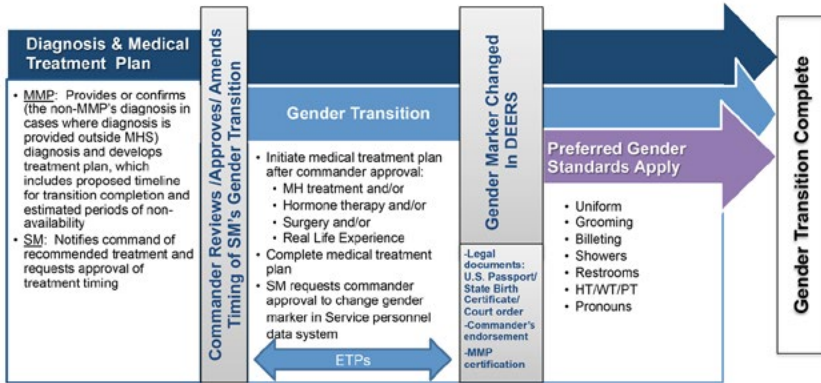 Diagnosis & Medical
Treatment Plan
• MMP: Provides or confirms
(the non-MMP's diagnosis in
cases where diagnosis is
provided outside MHS)
diagnosis and develops
treatment plan, which
includes proposed timeline
for transition completion and
estimated periods of non-
availability
• SM: Notifies command of
recommended treatment and
requests approval of
treatment timing
Commander Reviews /Approves/ Amends
Timing of SM's Gender Transition
Gender Transition
• Initiate medical treatment plan
after commander approval:
• MH treatment and/or
• Hormone therapy and/or
• Surgery and/or
• Real Life Experience
• Complete medical treatment
plan
• SM requests commander
approval to change gender
marker in Service personnel
data system
ETPs
Gender Marker Changed
In DEERS
-Legal
documents:
U.S. Passport/
State Birth
Certificate/
Court order
-Commander's
endorsement
-MMP
certification
Preferred Gender
Standards Apply
• Uniform
• Grooming
• Billeting
• Showers
• Restrooms
• HT/WT/PT
• Pronouns
Gender Transition Complete